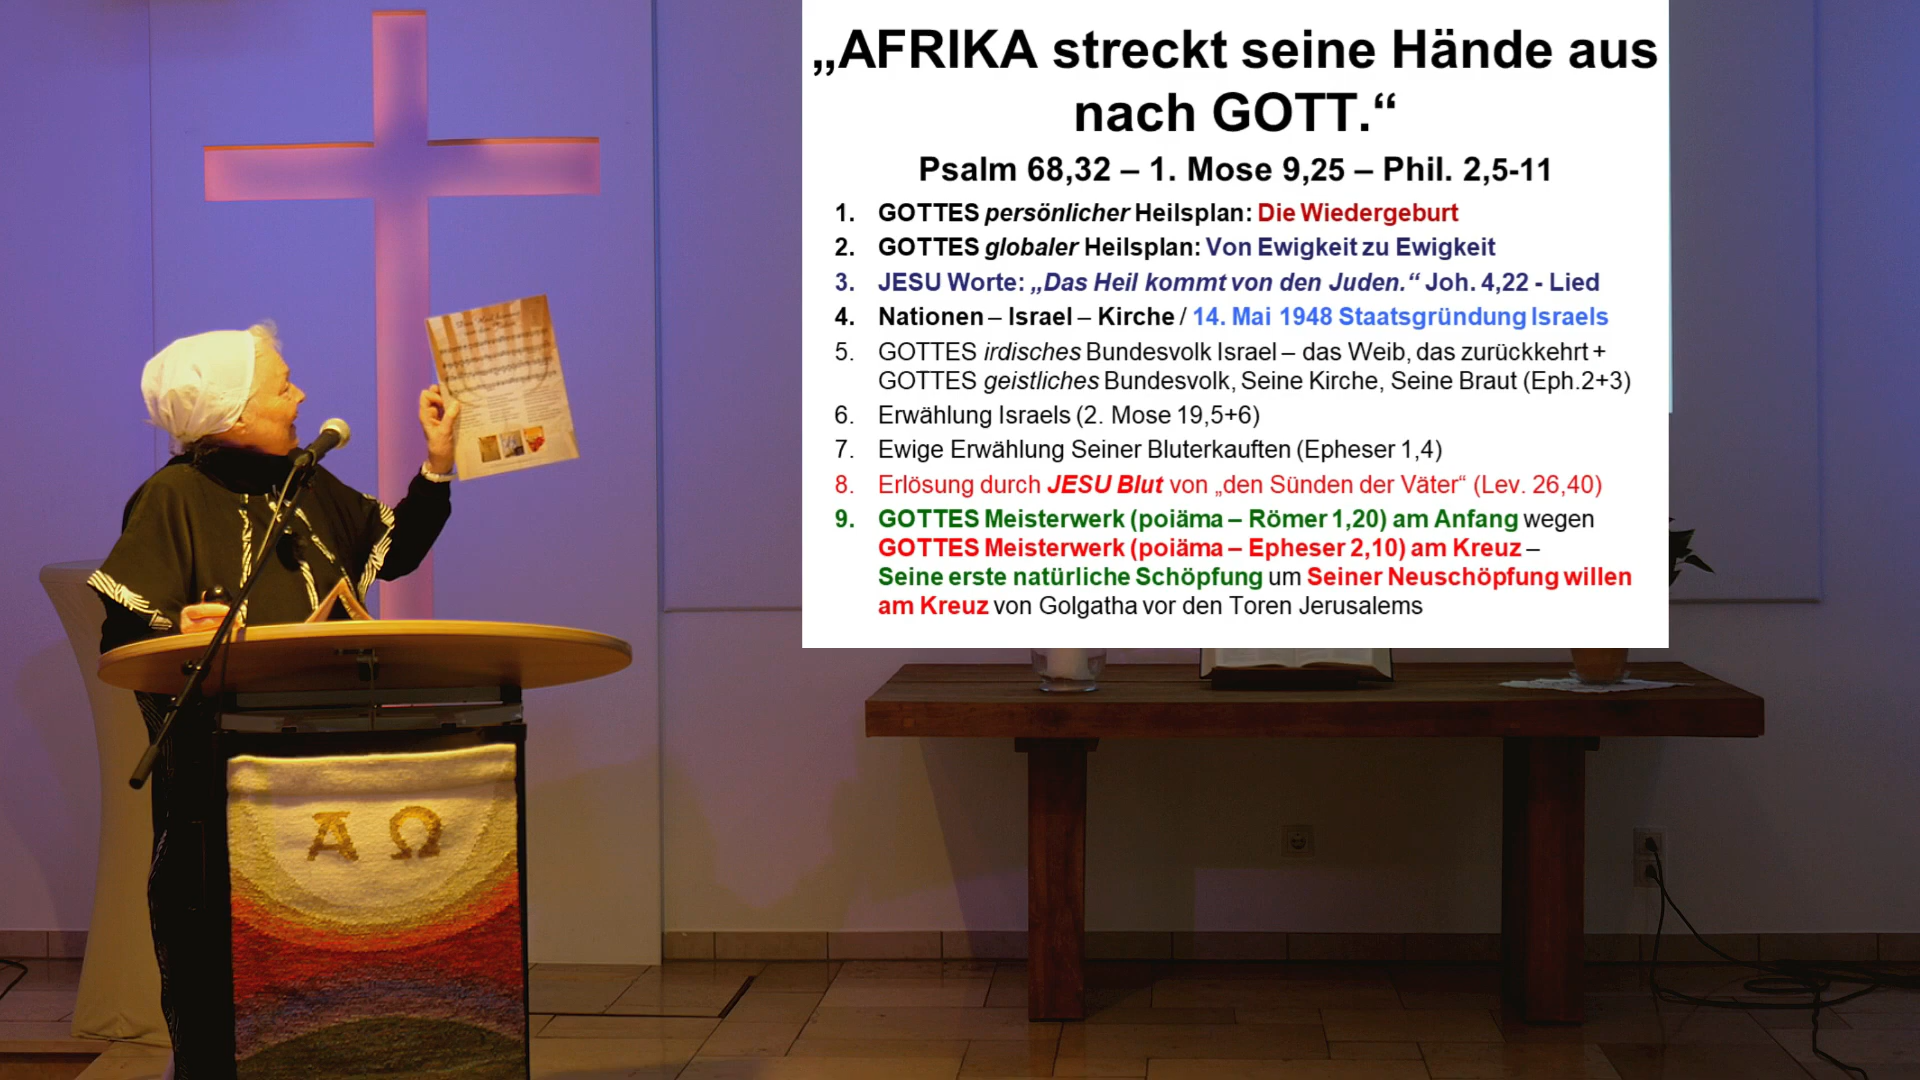 „AFRIKA streckt seine Hände aus
nach GOTT.“
Psalm 68,32 – 1. Mose 9,25 – Phil. 2,5-11
1. GOTTES persönlicher Heilsplan: Die Wiedergeburt
2. GOTTES globaler Heilsplan: Von Ewigkeit zu Ewigkeit
3. JESU Worte: „Das Heil kommt von den Juden.“ Joh. 4,22 - Lied
4. Nationen – Israel – Kirche / 14. Mai 1948 Staatsgründung Israels
5. GOTTES irdisches Bundesvolk Israel – das Weib, das zurückkehrt +
GOTTES geistliches Bundesvolk, Seine Kirche, Seine Braut (Eph.2+3)
6. Erwählung Israels (2. Mose 19,5+6)
7. Ewige Erwählung Seiner Bluterkauften (Epheser 1,4)
8. Erlösung durch JESU Blut von „den Sünden der Väter“ (Lev. 26,40)
9. GOTTES Meisterwerk (poiäma – Römer 1,20) am Anfang wegen
GOTTES Meisterwerk (poiäma – Epheser 2,10) am Kreuz –
Seine erste natürliche Schöpfung um Seiner Neuschöpfung willen
am Kreuz von Golgatha vor den Toren Jerusalems
Das Heil kommt
von den Juden
Α Ω